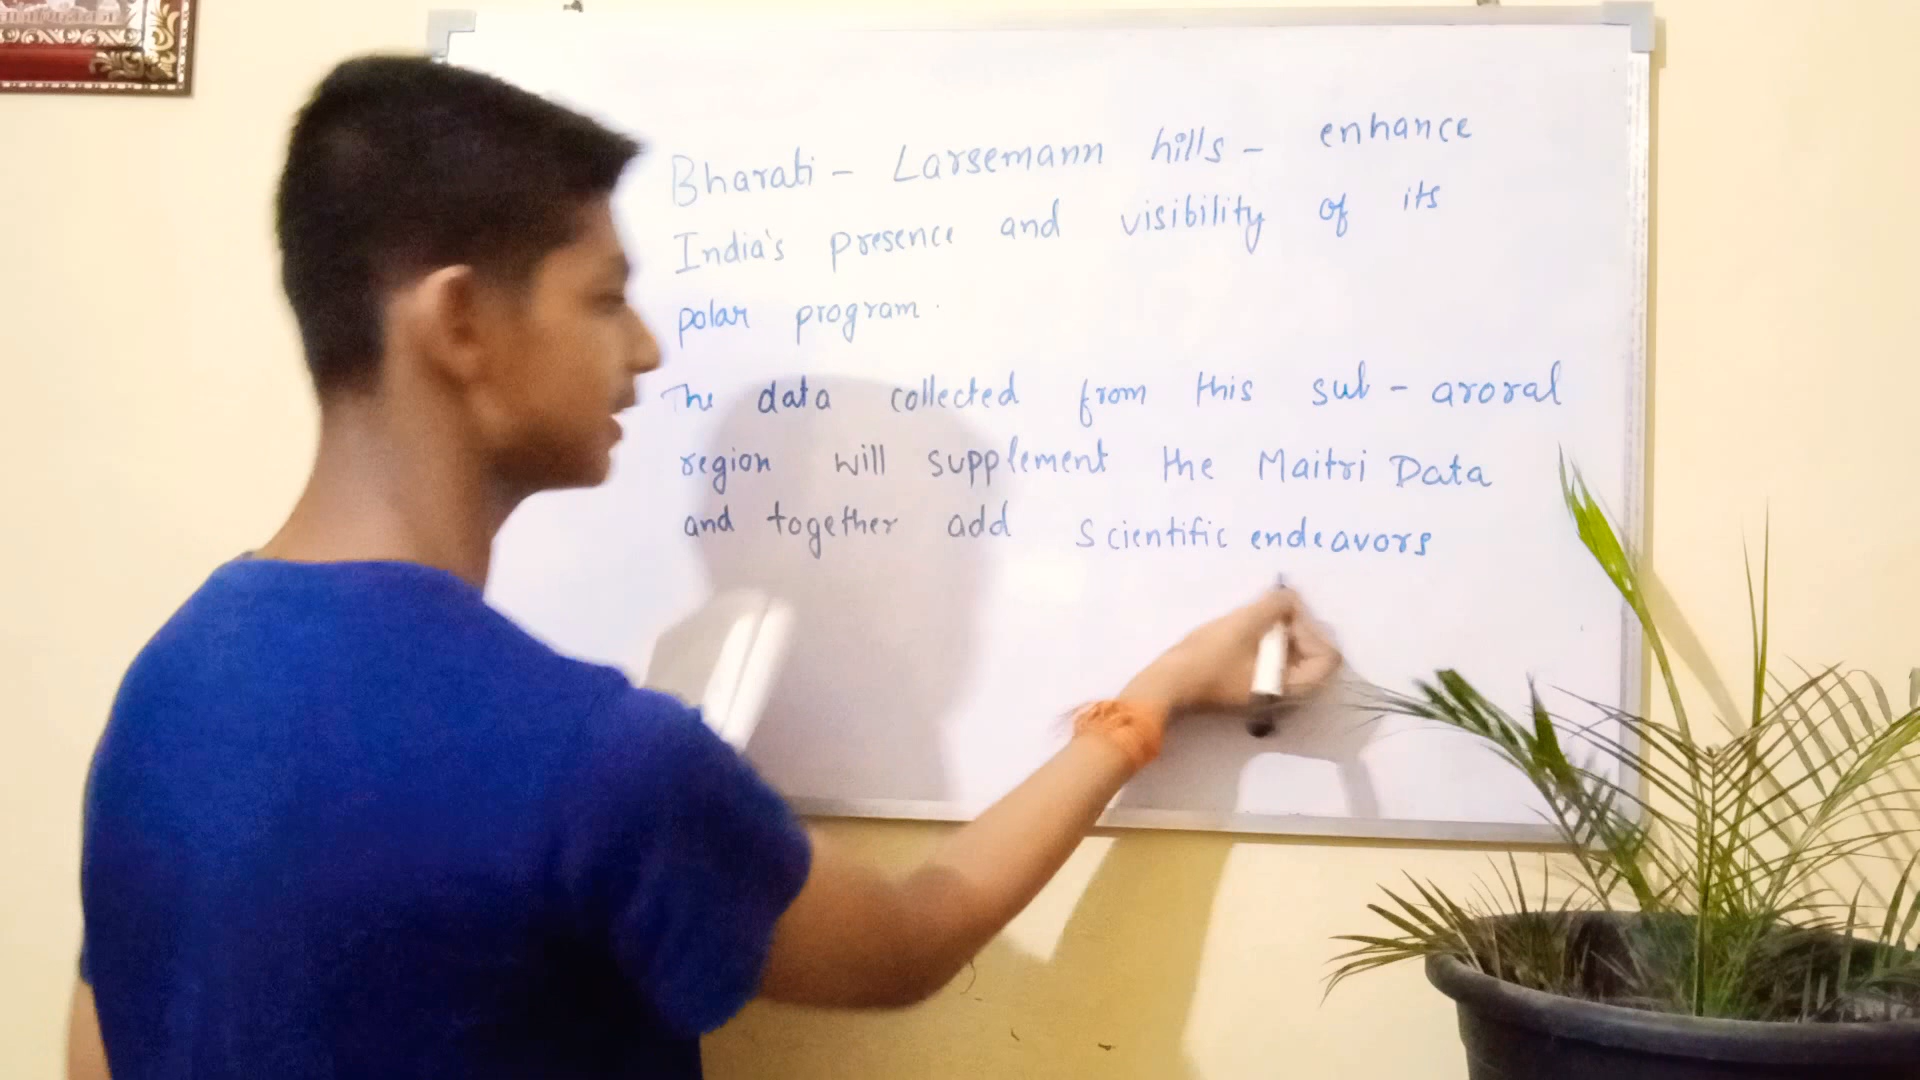 Bharati - Larsemann hills - enhance
India's presence and visibility of its
polar program.
The data collected from this sub - aroral
region will supplement the Maitri Data
and together add Scientific endeavors